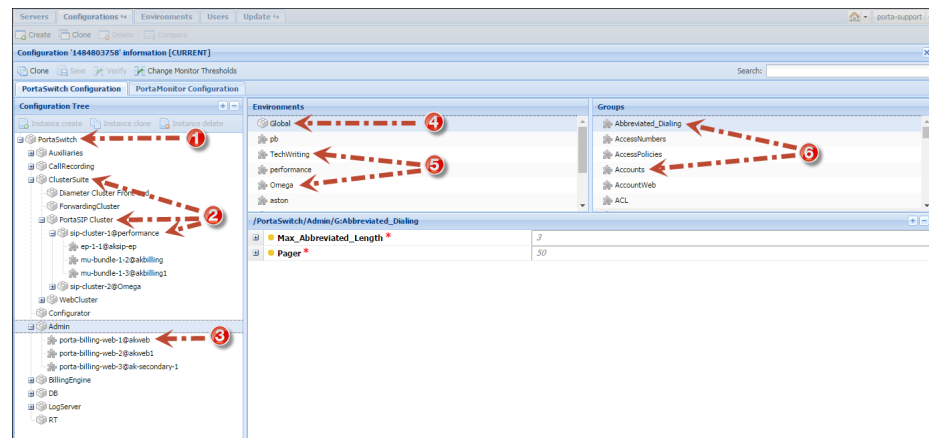 Servers Configurations Environments Users Update
porta-support
Create Clone Delete Compare
Configuration '1484803758' information [CURRENT]
Clone Save Verify Change Monitor Thresholds Search:
PortaSwitch Configuration PortaMonitor Configuration
Configuration Tree
Instance create Instance clone Instance delete
PortaSwitch 1
Auxiliaries
CallRecording
ClusterSuite
Diameter Cluster Front-end
ForwardingCluster
PortaSIP Cluster 2
sip-cluster-1@performance
ep-1-1@aksip-ep
mu-bundle-1-2@akbilling
mu-bundle-1-3@akbilling1
sip-cluster-2@Omega
WebCluster
Configurator
Admin
porta-billing-web-1@akweb 3
porta-billing-web-2@akweb1
porta-billing-web-3@ak-secondary-1
BillingEngine
DB
LogServer
RT
Environments
Global 4
pb
TechWriting
performance 5
Omega
aston
Groups
Abbreviated_Dialing
AccessNumbers
AccessPolicies 6
Accounts
AccountWeb
ACL
/PortaSwitch/Admin/G:Abbreviated_Dialing
Max_Abbreviated_Length * 3
Pager * 50